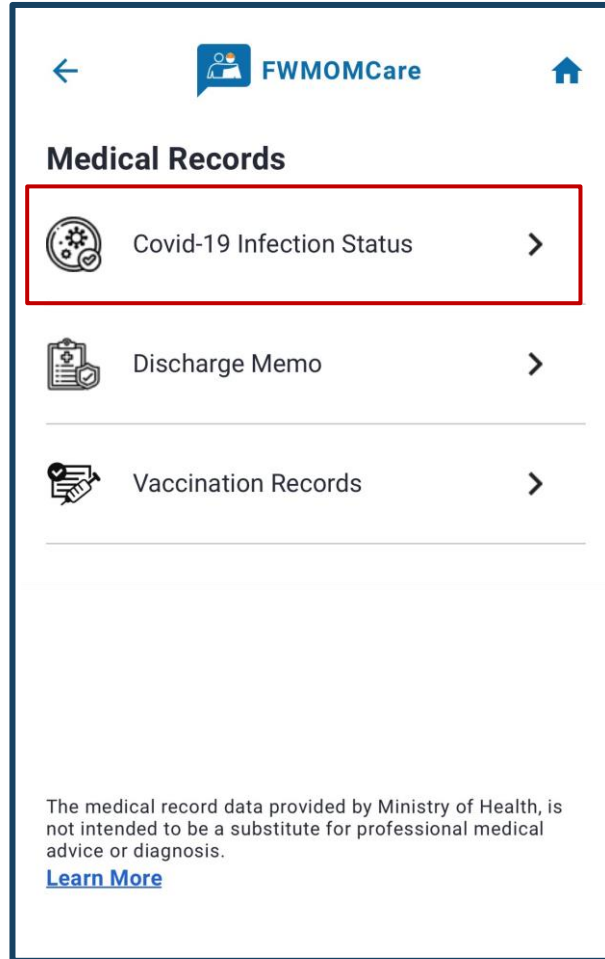 FWMOMCare
Medical Records
Covid-19 Infection Status
Discharge Memo
Vaccination Records
The medical record data provided by Ministry of Health, is
not intended to be a substitute for professional medical
advice or diagnosis.
Learn More